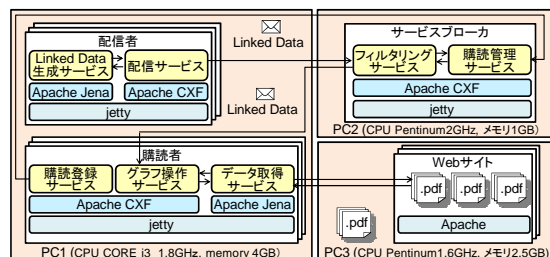 配信者
Linked Data
生成サービス
配信サービス
Apache Jena
Apache CXF
jetty
Linked Data
Linked Data
サービスブローカ
フィルタリング
サービス
購読管理
サービス
Apache CXF
jetty
PC2 (CPU Pentinum2GHz, メモリ1GB)
購読者
購読登録
サービス
グラフ操作
サービス
データ取得
サービス
Apache CXF
Apache Jena
jetty
PC1 (CPU CORE i3 1.8GHz, memory 4GB)
Webサイト
.pdf
.pdf
.pdf
.pdf
Apache
PC3 (CPU Pentinum1.6GHz, メモリ2.5GB)